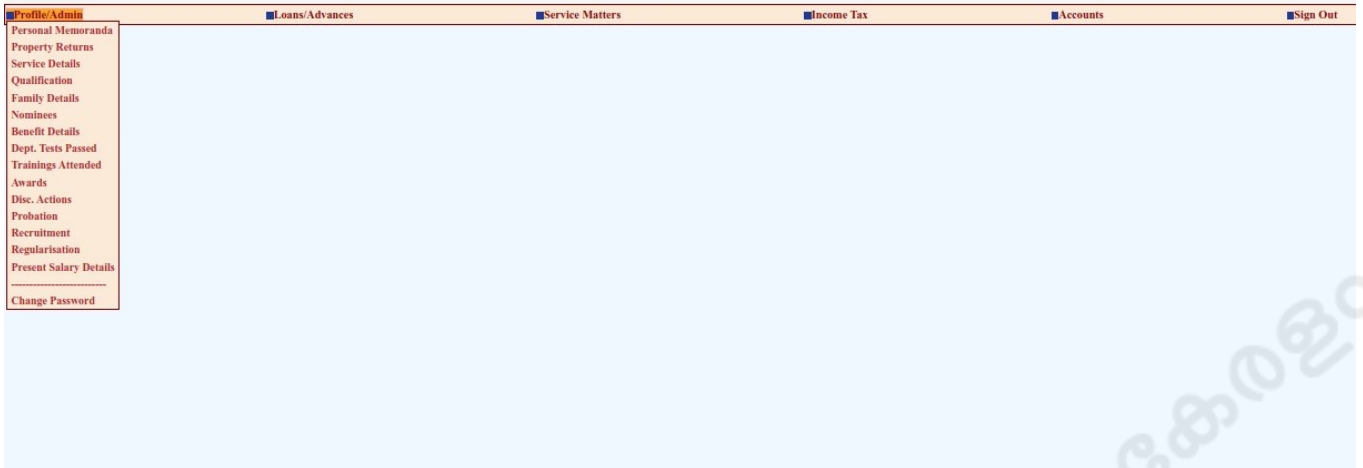 Profile/Admin Loans/Advances Service Matters Income Tax Accounts Sign Out
Personal Memoranda
Property Returns
Service Details
Qualification
Family Details
Nominees
Benefit Details
Dept. Tests Passed
Trainings Attended
Awards
Disc. Actions
Probation
Recruitment
Regularisation
Present Salary Details
--------------------------
Change Password